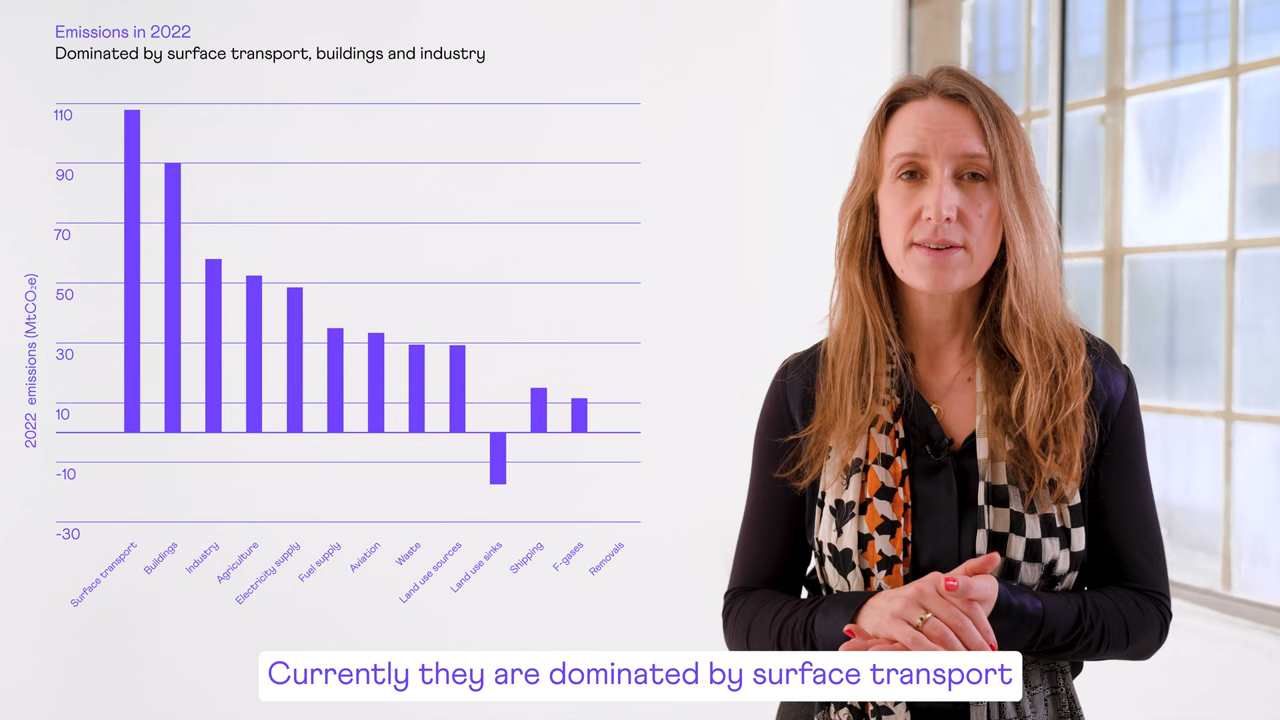 Emissions in 2022
Dominated by surface transport, buildings and industry
110
90
70
50
30
10
-10
-30
2022 emissions (MtCO₂e)
Surface transport
Buildings
Industry
Agriculture
Electricity supply
Fuel supply
Aviation
Waste
Land use sources
Land use sinks
Shipping
F-gases
Removals
Currently they are dominated by surface transport